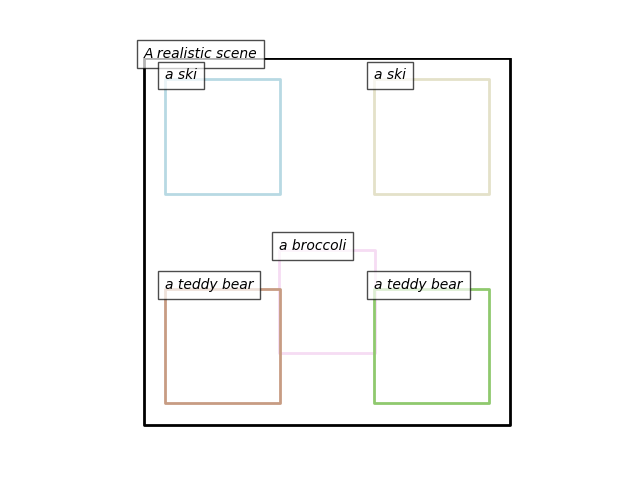 A realistic scene
a ski
a ski
a broccoli
a teddy bear
a teddy bear